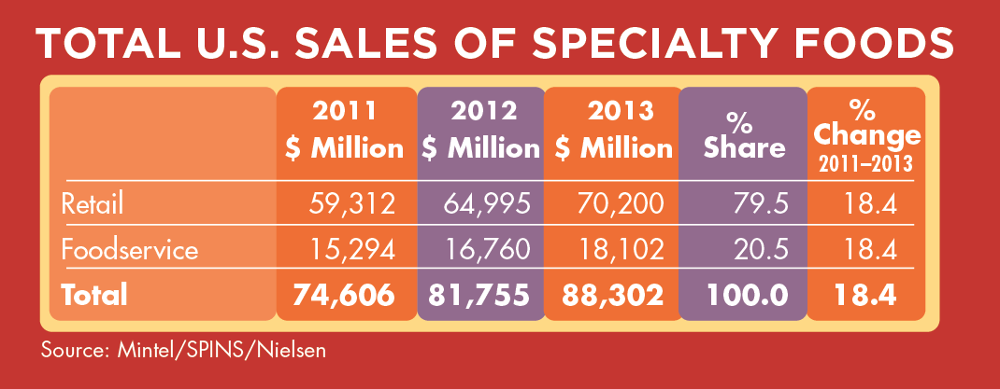 TOTAL U.S. SALES OF SPECIALTY FOODS
2011 $ Million 2012 $ Million 2013 $ Million % Share % Change 2011–2013
Retail 59,312 64,995 70,200 79.5 18.4
Foodservice 15,294 16,760 18,102 20.5 18.4
Total 74,606 81,755 88,302 100.0 18.4
Source: Mintel/SPINS/Nielsen